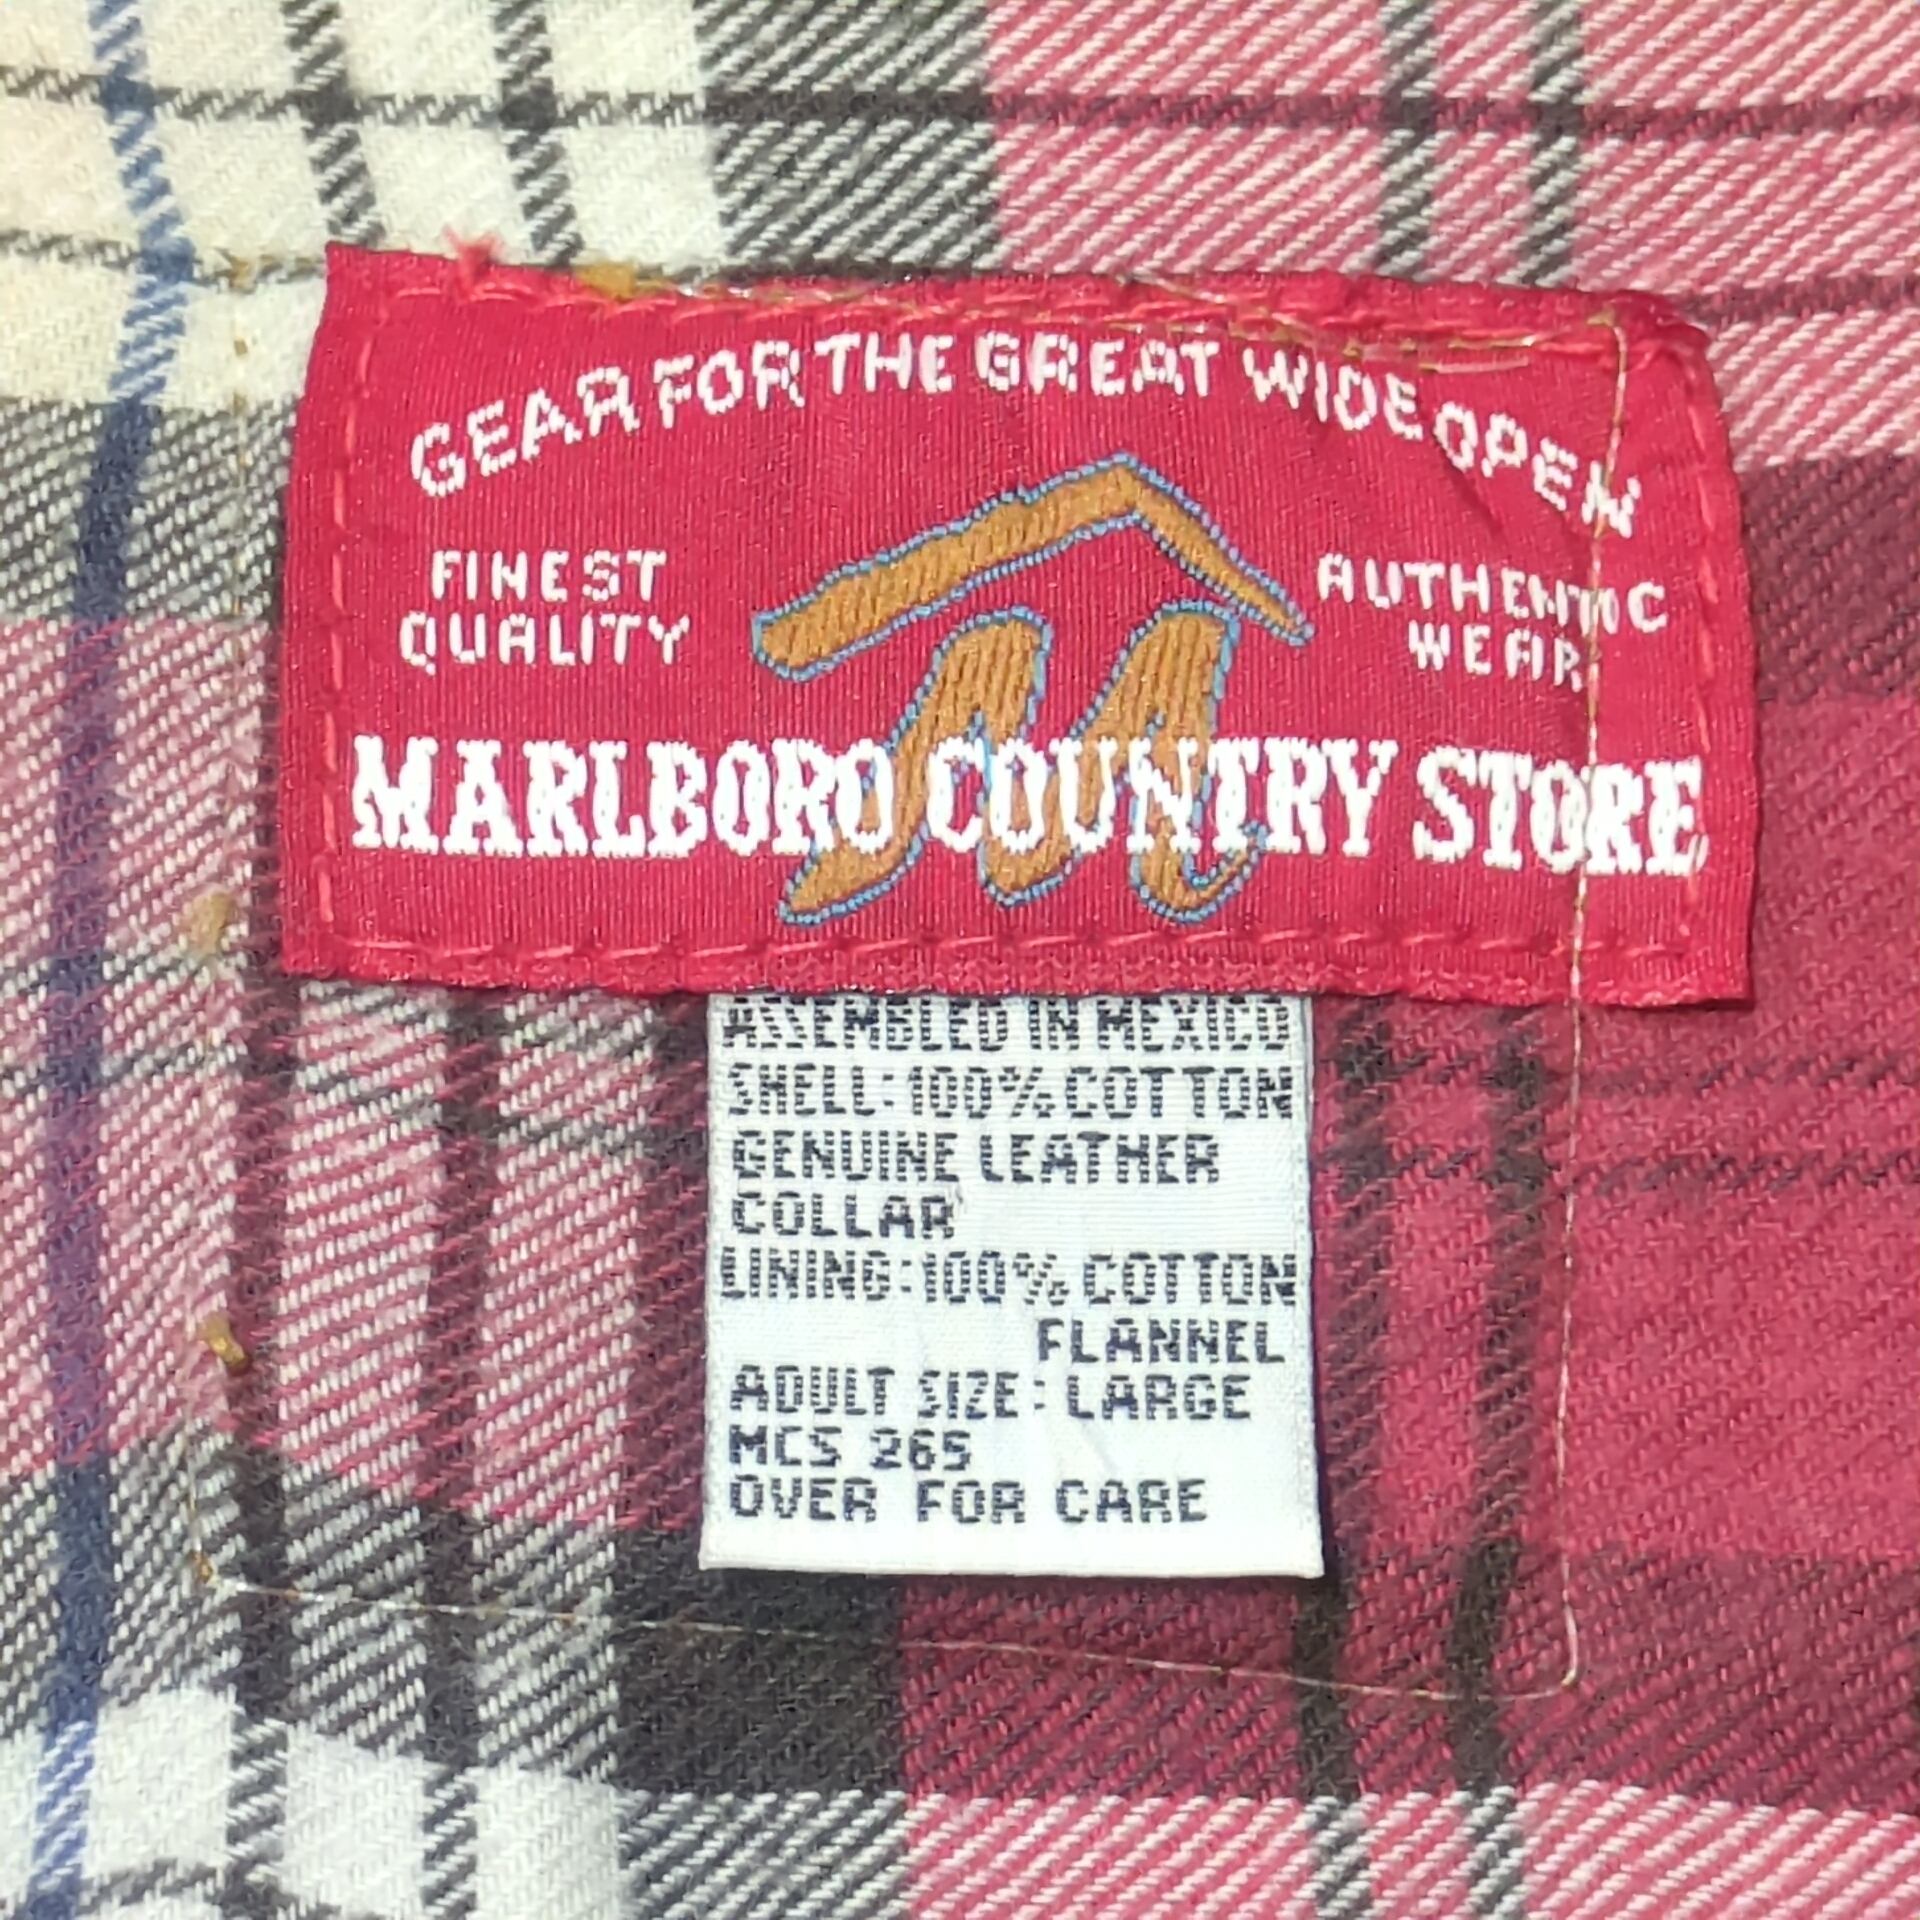 GEAR FOR THE GREAT WIDE OPEN
FINEST
QUALITY
AUTHENTIC
WEAR
MARLBORO COUNTRY STORE
ASSEMBLED IN MEXICO
SHELL:100%COTTON
GENUINE LEATHER
COLLAR
LINING:100% COTTON
FLANNEL
ADULT SIZE:LARGE
MCS 265
OVER FOR CARE